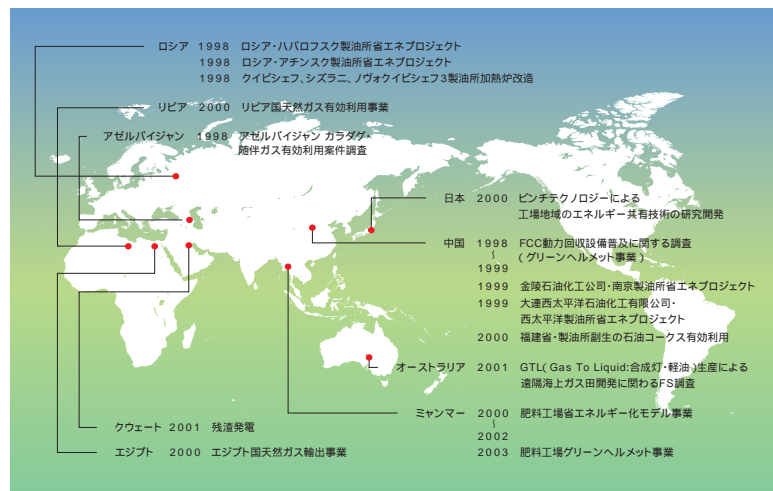 ロシア 1998 ロシア・ハバロフスク製油所省エネプロジェクト
1998 ロシア・アチンスク製油所省エネプロジェクト
1998 クイビシェフ、シズラニ、ノヴォクイビシェフ3製油所加熱炉改造
リビア 2000 リビア国天然ガス有効利用事業
アゼルバイジャン 1998 アゼルバイジャン カラダグ・
随伴ガス有効利用案件調査
日本 2000 ピンチテクノロジーによる
工場地域のエネルギー共有技術の研究開発
中国 1998 FCC動力回収設備普及に関する調査
~ (グリーンヘルメット事業)
1999
1999 金陵石油化工公司・南京製油所省エネプロジェクト
1999 大連西太平洋石油化工有限公司・
西太平洋製油所省エネプロジェクト
2000 福建省・製油所副生の石油コークス有効利用
オーストラリア 2001 GTL(Gas To Liquid:合成灯・軽油)生産による
遠隔海上ガス田開発に関わるFS調査
ミャンマー 2000 肥料工場省エネルギー化モデル事業
~
2002
2003 肥料工場グリーンヘルメット事業
クウェート 2001 残渣発電
エジプト 2000 エジプト国天然ガス輸出事業